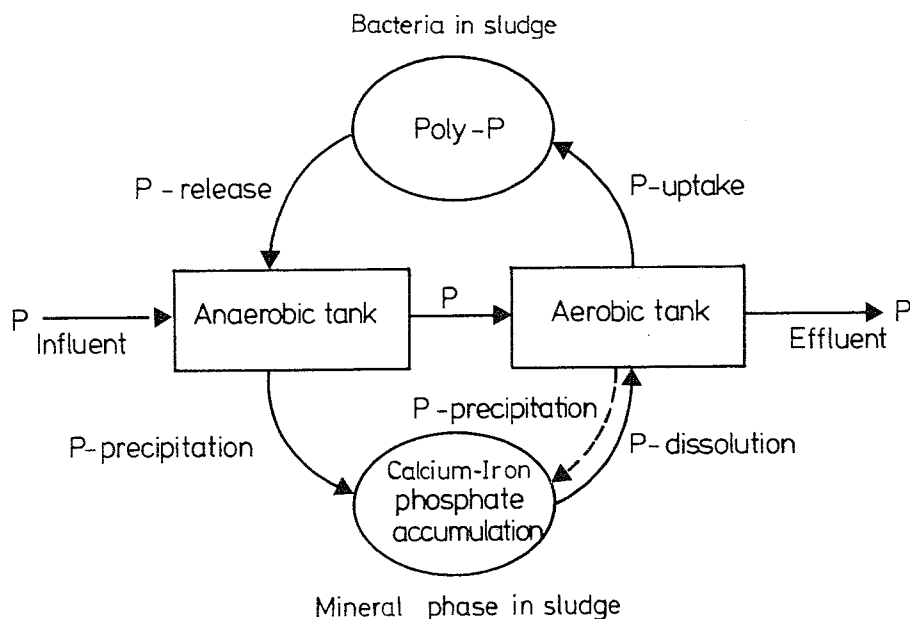 Bacteria in sludge
Poly-P
P-release
P-uptake
P
Influent
Anaerobic tank
P
Aerobic tank
P
Effluent
P-precipitation
P-precipitation
P-dissolution
Calcium-Iron
phosphate
accumulation
Mineral phase in sludge